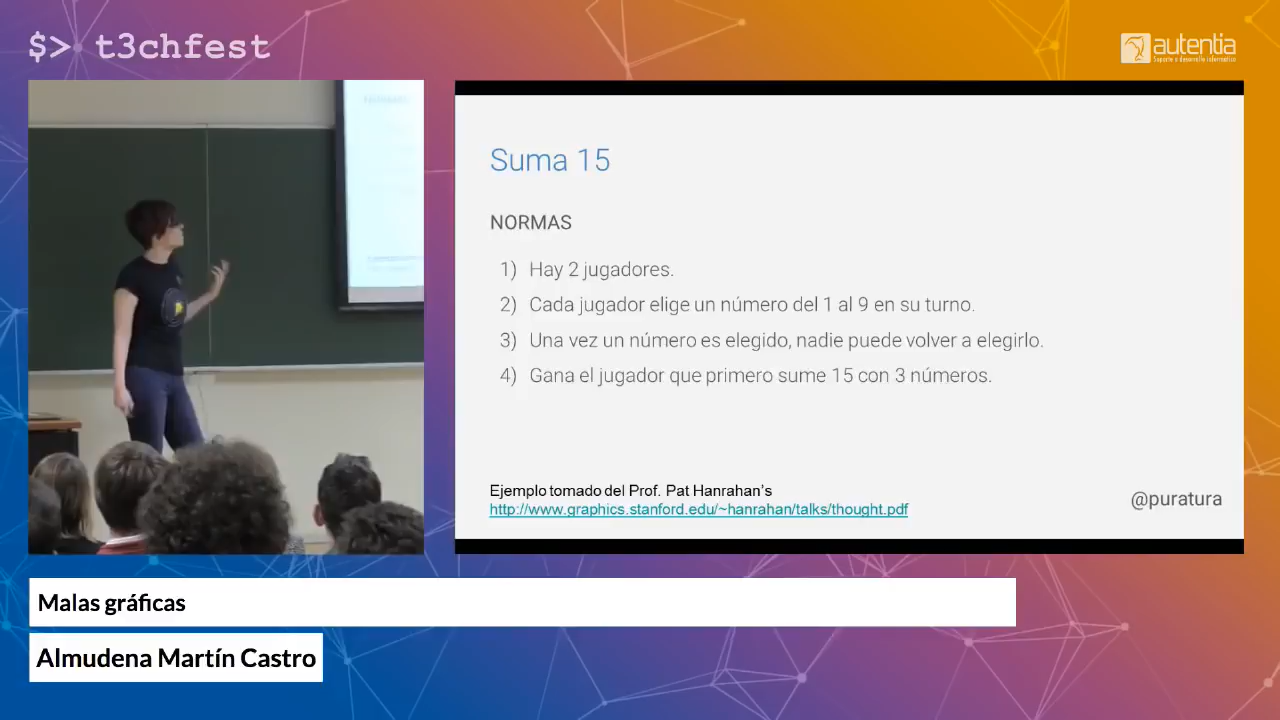 $> t3chfest
autentia
Soporte a desarrollo informático
Suma 15
NORMAS
1) Hay 2 jugadores.
2) Cada jugador elige un número del 1 al 9 en su turno.
3) Una vez un número es elegido, nadie puede volver a elegirlo.
4) Gana el jugador que primero sume 15 con 3 números.
Ejemplo tomado del Prof. Pat Hanrahan's
http://www.graphics.stanford.edu/~hanrahan/talks/thought.pdf
@puratura
Malas gráficas
Almudena Martín Castro